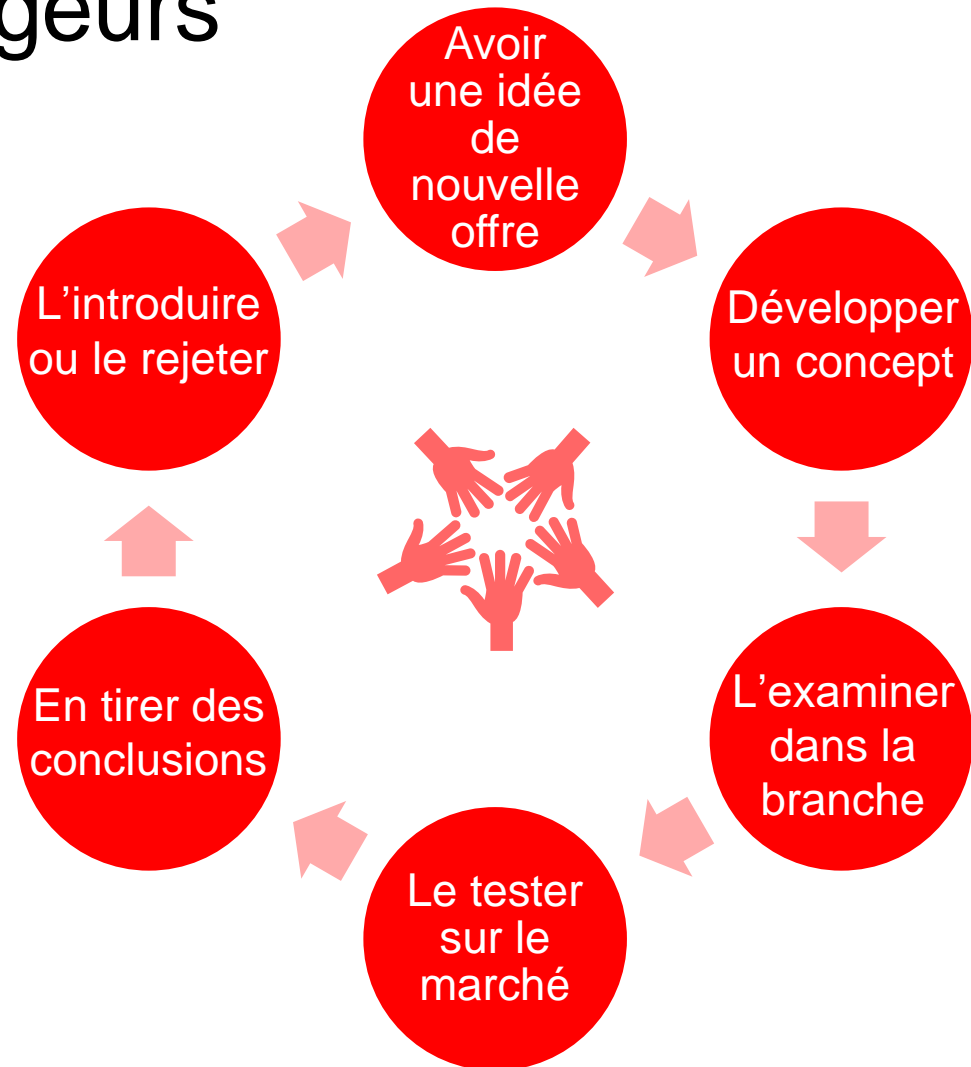 geurs
Avoir
une idée
de
nouvelle
offre
Développer
un concept
L’examiner
dans la
branche
Le tester
sur le
marché
En tirer des
conclusions
L’introduire
ou le rejeter